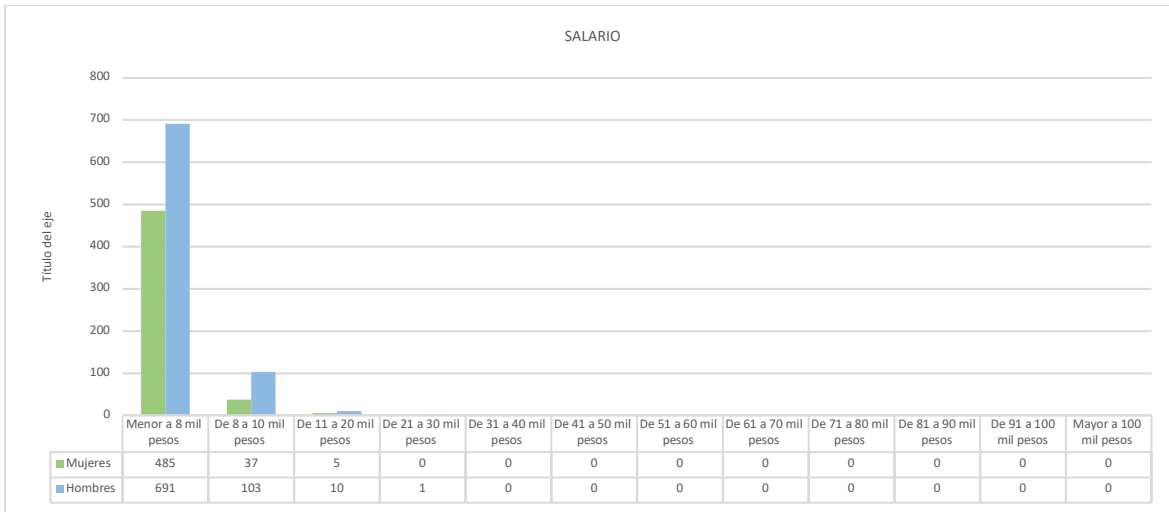 SALARIO
800
700
600
500
400
300
200
100
0
Título del eje
Menor a 8 mil pesos De 8 a 10 mil pesos De 11 a 20 mil pesos De 21 a 30 mil pesos De 31 a 40 mil pesos De 41 a 50 mil pesos De 51 a 60 mil pesos De 61 a 70 mil pesos De 71 a 80 mil pesos De 81 a 90 mil pesos De 91 a 100 mil pesos Mayor a 100 mil pesos
Mujeres 485 37 5 0 0 0 0 0 0 0 0 0
Hombres 691 103 10 1 0 0 0 0 0 0 0 0